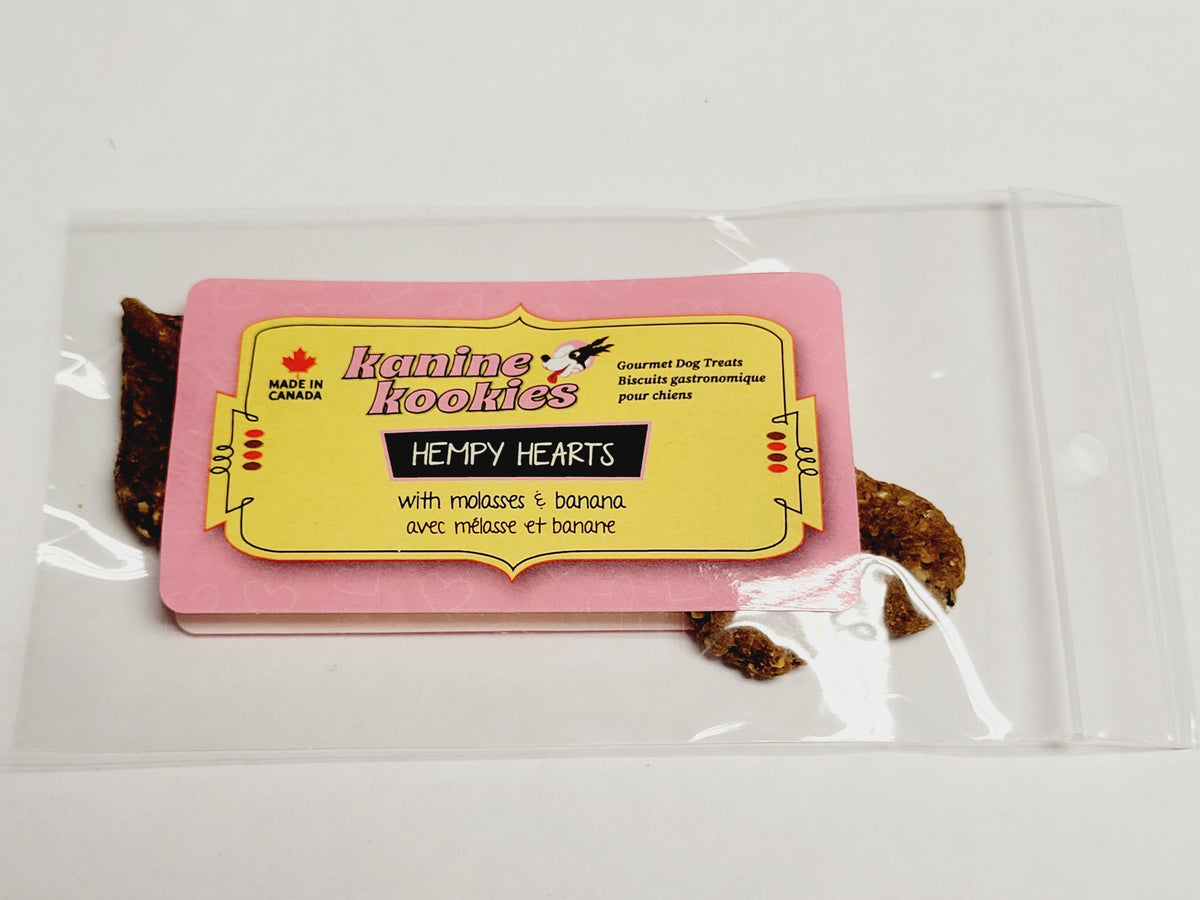 MADE IN
CANADA
kanine
kookies
Gourmet Dog Treats
Biscuits gastronomique
pour chiens
HEMPY HEARTS
with molasses & banana
avec mélasse et banane